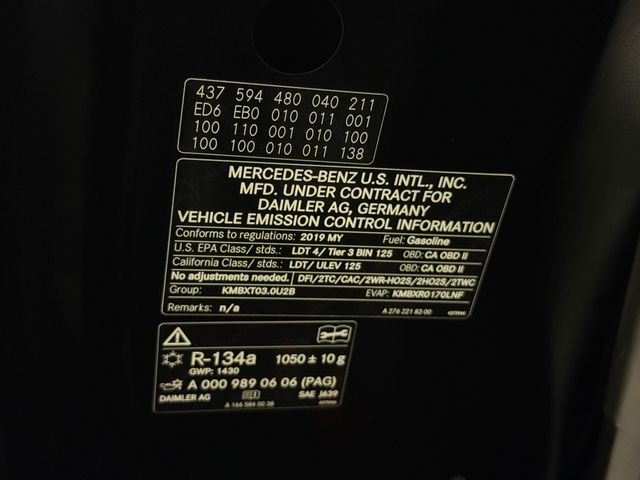 437 594 480 040 211
ED6 EB0 010 011 001
100 110 001 010 100
100 100 010 011 138
MERCEDES-BENZ U.S. INTL., INC.
MFD. UNDER CONTRACT FOR
DAIMLER AG, GERMANY
VEHICLE EMISSION CONTROL INFORMATION
Conforms to regulations: 2019 MY Fuel: Gasoline
U.S. EPA Class/ stds.: LDT 4/ Tier 3 BIN 125 OBD: CA OBD II
California Class/ stds.: LDT/ ULEV 125 OBD: CA OBD II
No adjustments needed. DFI/2TC/CAC/2WR-HO2S/2HO2S/2TWC
Group: KMBXT03.0U2B EVAP: KMBXR0170LNF
Remarks: n/a A 276 221 83 00
R-134a 1050 ± 10 g
GWP: 1430
A 000 989 06 06 (PAG)
DAIMLER AG SAE J639
A 166 584 00 38